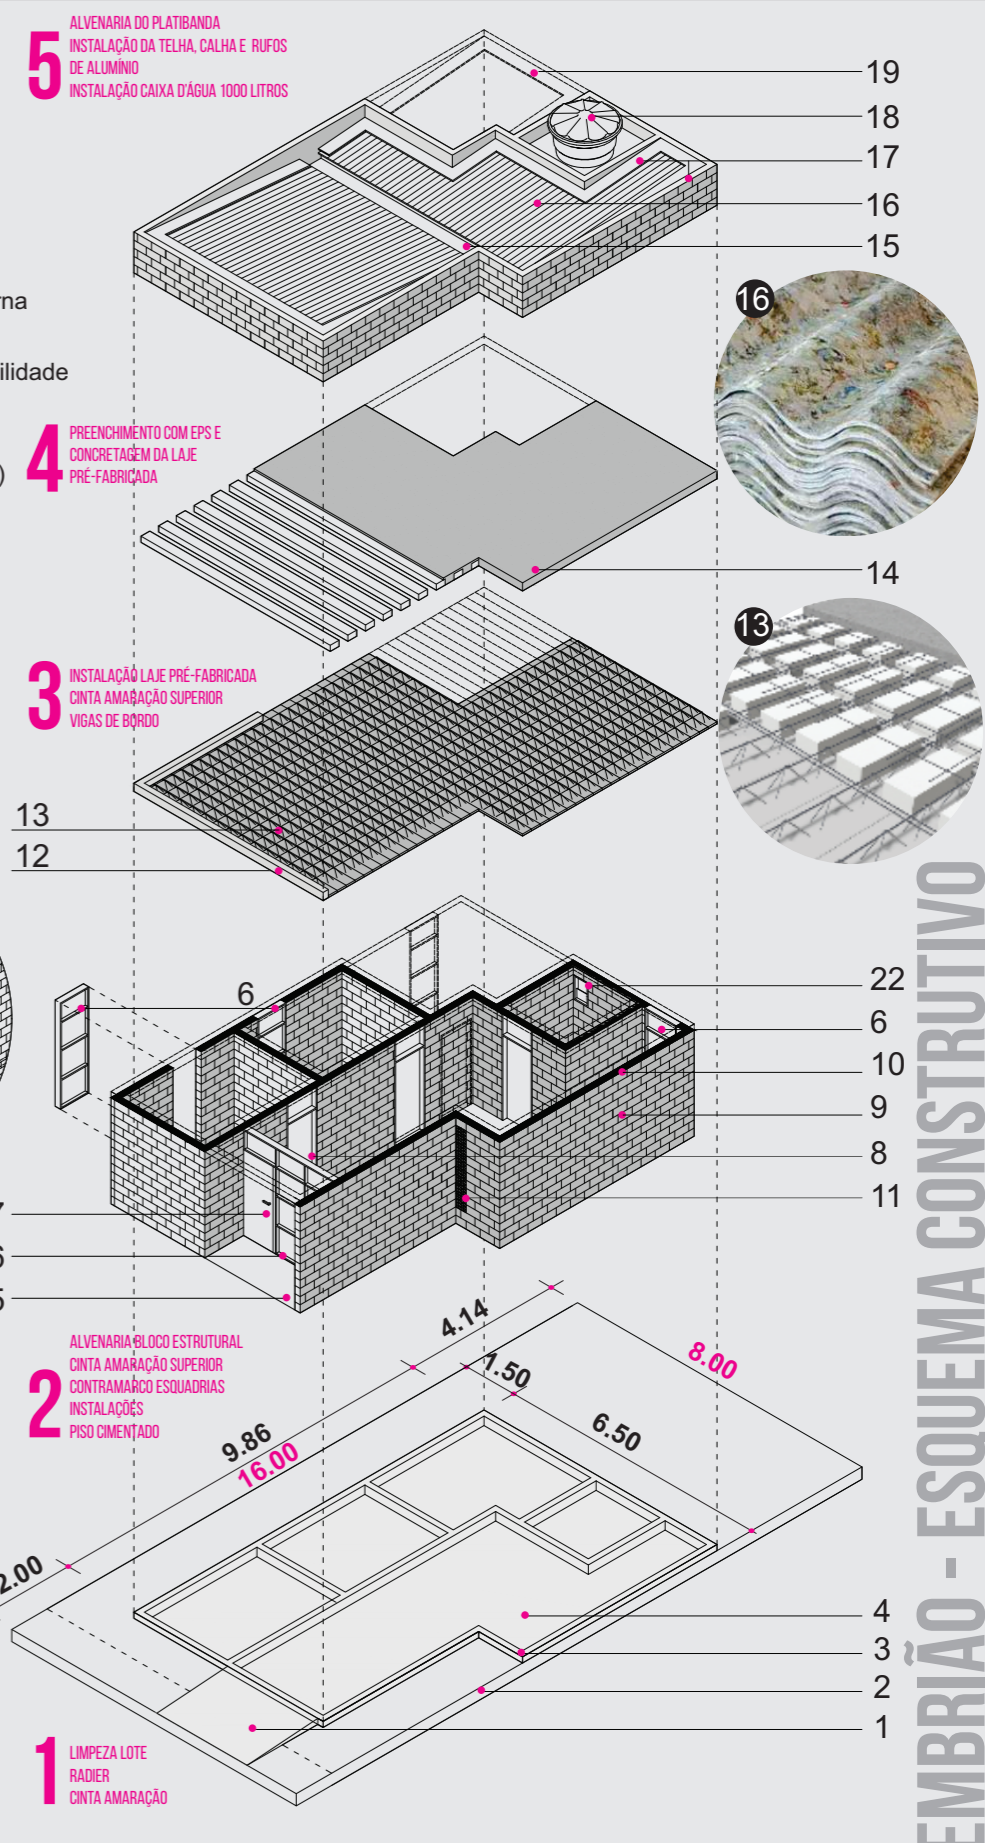 5
ALVENARIA DO PLATIBANDA
INSTALAÇÃO DA TELHA, CALHA E RUFOS
DE ALUMÍNIO
INSTALAÇÃO CAIXA D'ÁGUA 1000 LITROS
19
18
17
16
15
rna
ilidade
)
16
4
PREENCHIMENTO COM EPS E
CONCRETAGEM DA LAJE
PRÉ-FABRICADA
14
13
3
INSTALAÇÃO LAJE PRÉ-FABRICADA
CINTA AMARAÇÃO SUPERIOR
VIGAS DE BORDO
13
12
6
22
6
10
9
8
11
7
6
5
2
ALVENARIA BLOCO ESTRUTURAL
CINTA AMARAÇÃO SUPERIOR
CONTRAMARCO ESQUADRIAS
INSTALAÇÕES
PISO CIMENTADO
4.14
1.50
8.00
9.86
16.00
6.50
2.00
4
3
2
1
1
LIMPEZA LOTE
RADIER
CINTA AMARAÇÃO
EMBRIÃO - ESQUEMA CONSTRUTIVO